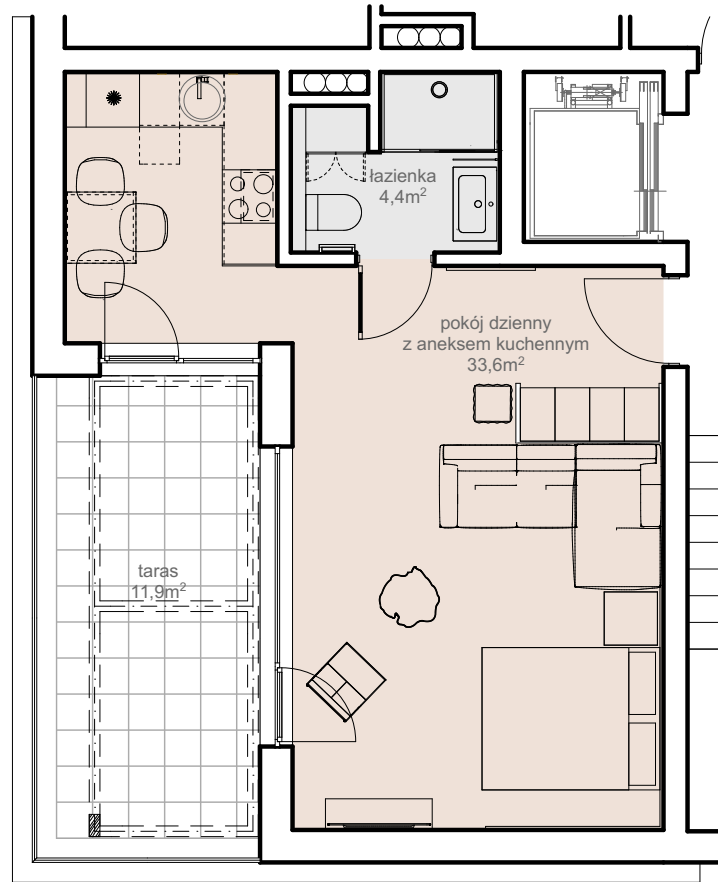 łazienka
4,4m²
pokój dzienny
z aneksem kuchennym
33,6m²
taras
11,9m²